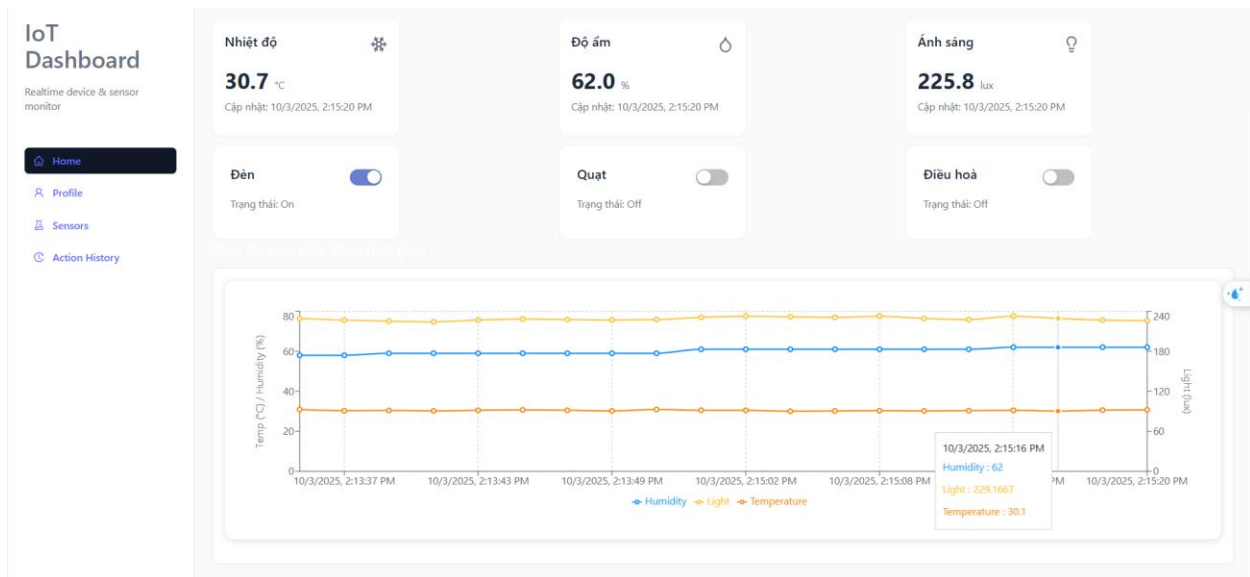 IoT
Dashboard
Realtime device & sensor
monitor
Home
Profile
Sensors
Action History
Nhiệt độ
30.7 °C
Cập nhật: 10/3/2025, 2:15:20 PM
Độ ẩm
62.0 %
Cập nhật: 10/3/2025, 2:15:20 PM
Ánh sáng
225.8 lux
Cập nhật: 10/3/2025, 2:15:20 PM
Đèn
Trạng thái: On
Quạt
Trạng thái: Off
Điều hoà
Trạng thái: Off
Temp (°C) / Humidity (%)
80
60
40
20
0
240
180
120
60
0
Light (lux)
10/3/2025, 2:13:37 PM
10/3/2025, 2:13:43 PM
10/3/2025, 2:13:49 PM
10/3/2025, 2:15:02 PM
10/3/2025, 2:15:08 PM
PM
10/3/2025, 2:15:20 PM
10/3/2025, 2:15:16 PM
Humidity : 62
Light : 229.1667
Temperature : 30.1
Humidity Light Temperature